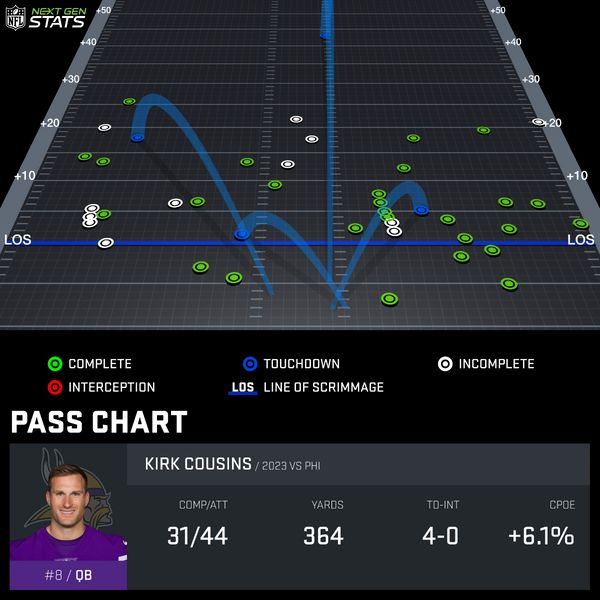 NFL NEXT GEN STATS
+50 +50
+40 +40
+30 +30
+20 +20
+10 +10
LOS LOS
COMPLETE TOUCHDOWN INCOMPLETE
INTERCEPTION LOS LINE OF SCRIMMAGE
PASS CHART
KIRK COUSINS / 2023 VS PHI
COMP/ATT YARDS TD-INT CPOE
31/44 364 4-0 +6.1%
#8 / QB